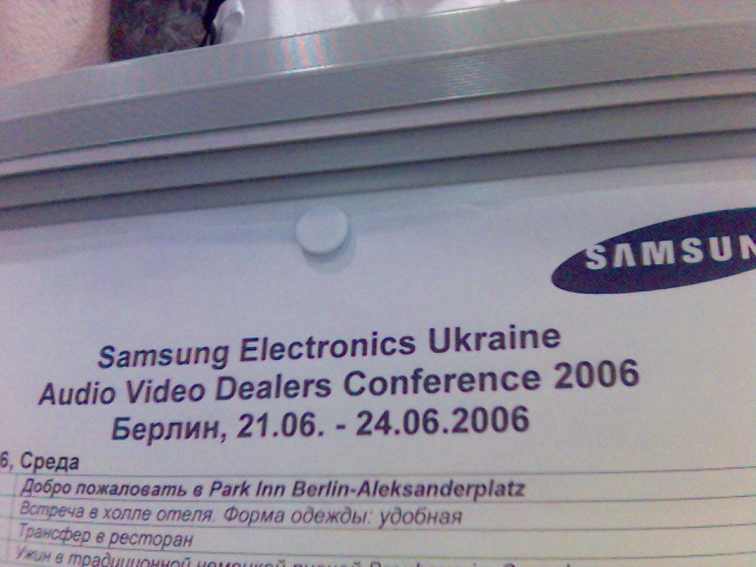 SAMSUN
Samsung Electronics Ukraine
Audio Video Dealers Conference 2006
Берлин, 21.06. - 24.06.2006
6, Среда
Добро пожаловать в Park Inn Berlin-Aleksanderplatz
Встреча в холле отеля. Форма одежды: удобная
Трансфер в ресторан
Ужин в традиционной немецкой